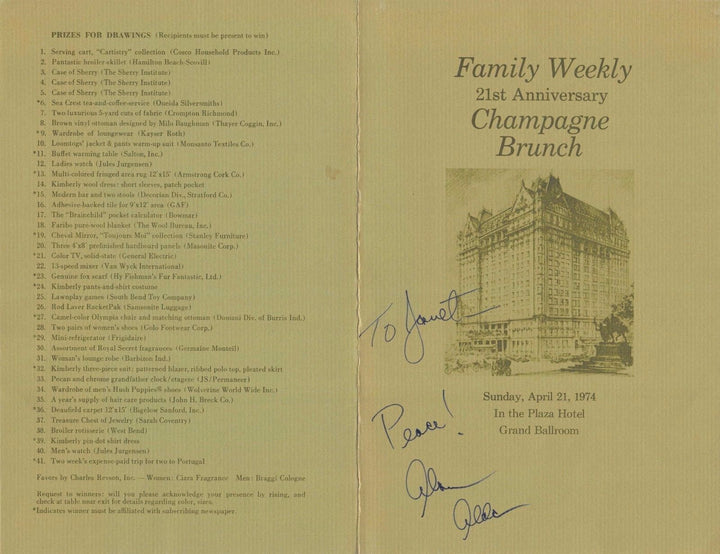 PRIZES FOR DRAWINGS (Recipients must be present to win)
1. Serving cart, "Cartistry" collection (Cosco Household Products Inc.)
2. Fantastic broiler-skillet (Hamilton Beach-Scovill)
3. Case of Sherry (The Sherry Institute)
4. Case of Sherry (The Sherry Institute)
5. Case of Sherry (The Sherry Institute)
*6. Sea Crest tea-and-coffee-service (Oneida Silversmiths)
7. Two luxurious 5-yard cuts of fabric (Crompton Richmond)
8. Brown vinyl ottoman designed by Milo Baughman (Thayer Coggin, Inc.)
*9. Wardrobe of loungewear (Kayser Roth)
10. Loomtogs' jacket & pants warm-up suit (Monsanto Textiles Co.)
*11. Buffet warming table (Salton, Inc.)
12. Ladies watch (Jules Jurgensen)
*13. Multi-colored fringed area rug 12'x15' (Armstrong Cork Co.)
14. Kimberly wool dress: short sleeves, patch pocket
*15. Modern bar and two stools (Decorian Div., Stratford Co.)
16. Adhesive-backed tile for 9'x12' area (GAF)
17. The "Brainchild" pocket calculator (Bowmar)
18. Faribo pure-wool blanket (The Wool Bureau, Inc.)
*19. Cheval Mirror, "Toujours Moi" collection (Stanley Furniture)
20. Three 4'x8' prefinished hardboard panels (Masonite Corp.)
*21. Color TV, solid-state (General Electric)
22. 15-speed mixer (Van Wyck International)
*23. Genuine fox scarf (Hy Fishman's Fur Fantastic, Ltd.)
*24. Kimberly pants-and-shirt costume
25. Lawnplay games (South Bend Toy Company)
26. Rod Laver RacketPak (Samsonite Luggage)
*27. Camel-color Olympia chair and matching ottoman (Domani Div. of Burris Ind.)
28. Two pairs of women's shoes (Golo Footwear Corp.)
*29. Mini-refrigerator (Frigidaire)
30. Assortment of Royal Secret fragrances (Germaine Monteil)
31. Woman's lounge robe (Barbizon Ind.)
*32. Kimberly three-piece suit: patterned blazer, ribbed polo top, pleated skirt
33. Pecan and chrome grandfather clock/etagere (JS/Permaneer)
34. Wardrobe of men's Hush Puppies® shoes (Wolverine World Wide Inc.)
35. A year's supply of hair care products (John H. Breck Co.)
*36. Deaufield carpet 12'x15' (Bigelow Sanford, Inc.)
37. Treasure Chest of Jewelry (Sarah Coventry)
38. Broiler rotisserie (West Bend)
*39. Kimberly pin-dot shirt dress
40. Men's watch (Jules Jurgensen)
*41. Two week's expense-paid trip for two to Portugal
Favors by Charles Revson, Inc. — Women: Ciara Fragrance Men: Braggi Cologne
Request to winners: will you please acknowledge your presence by rising, and
check at table near exit for details regarding color, sizes.
*Indicates winner must be affiliated with subscribing newspaper.
Family Weekly
21st Anniversary
Champagne
Brunch
To Janet
Sunday, April 21, 1974
In the Plaza Hotel
Grand Ballroom
Peace!
Alan
Alda